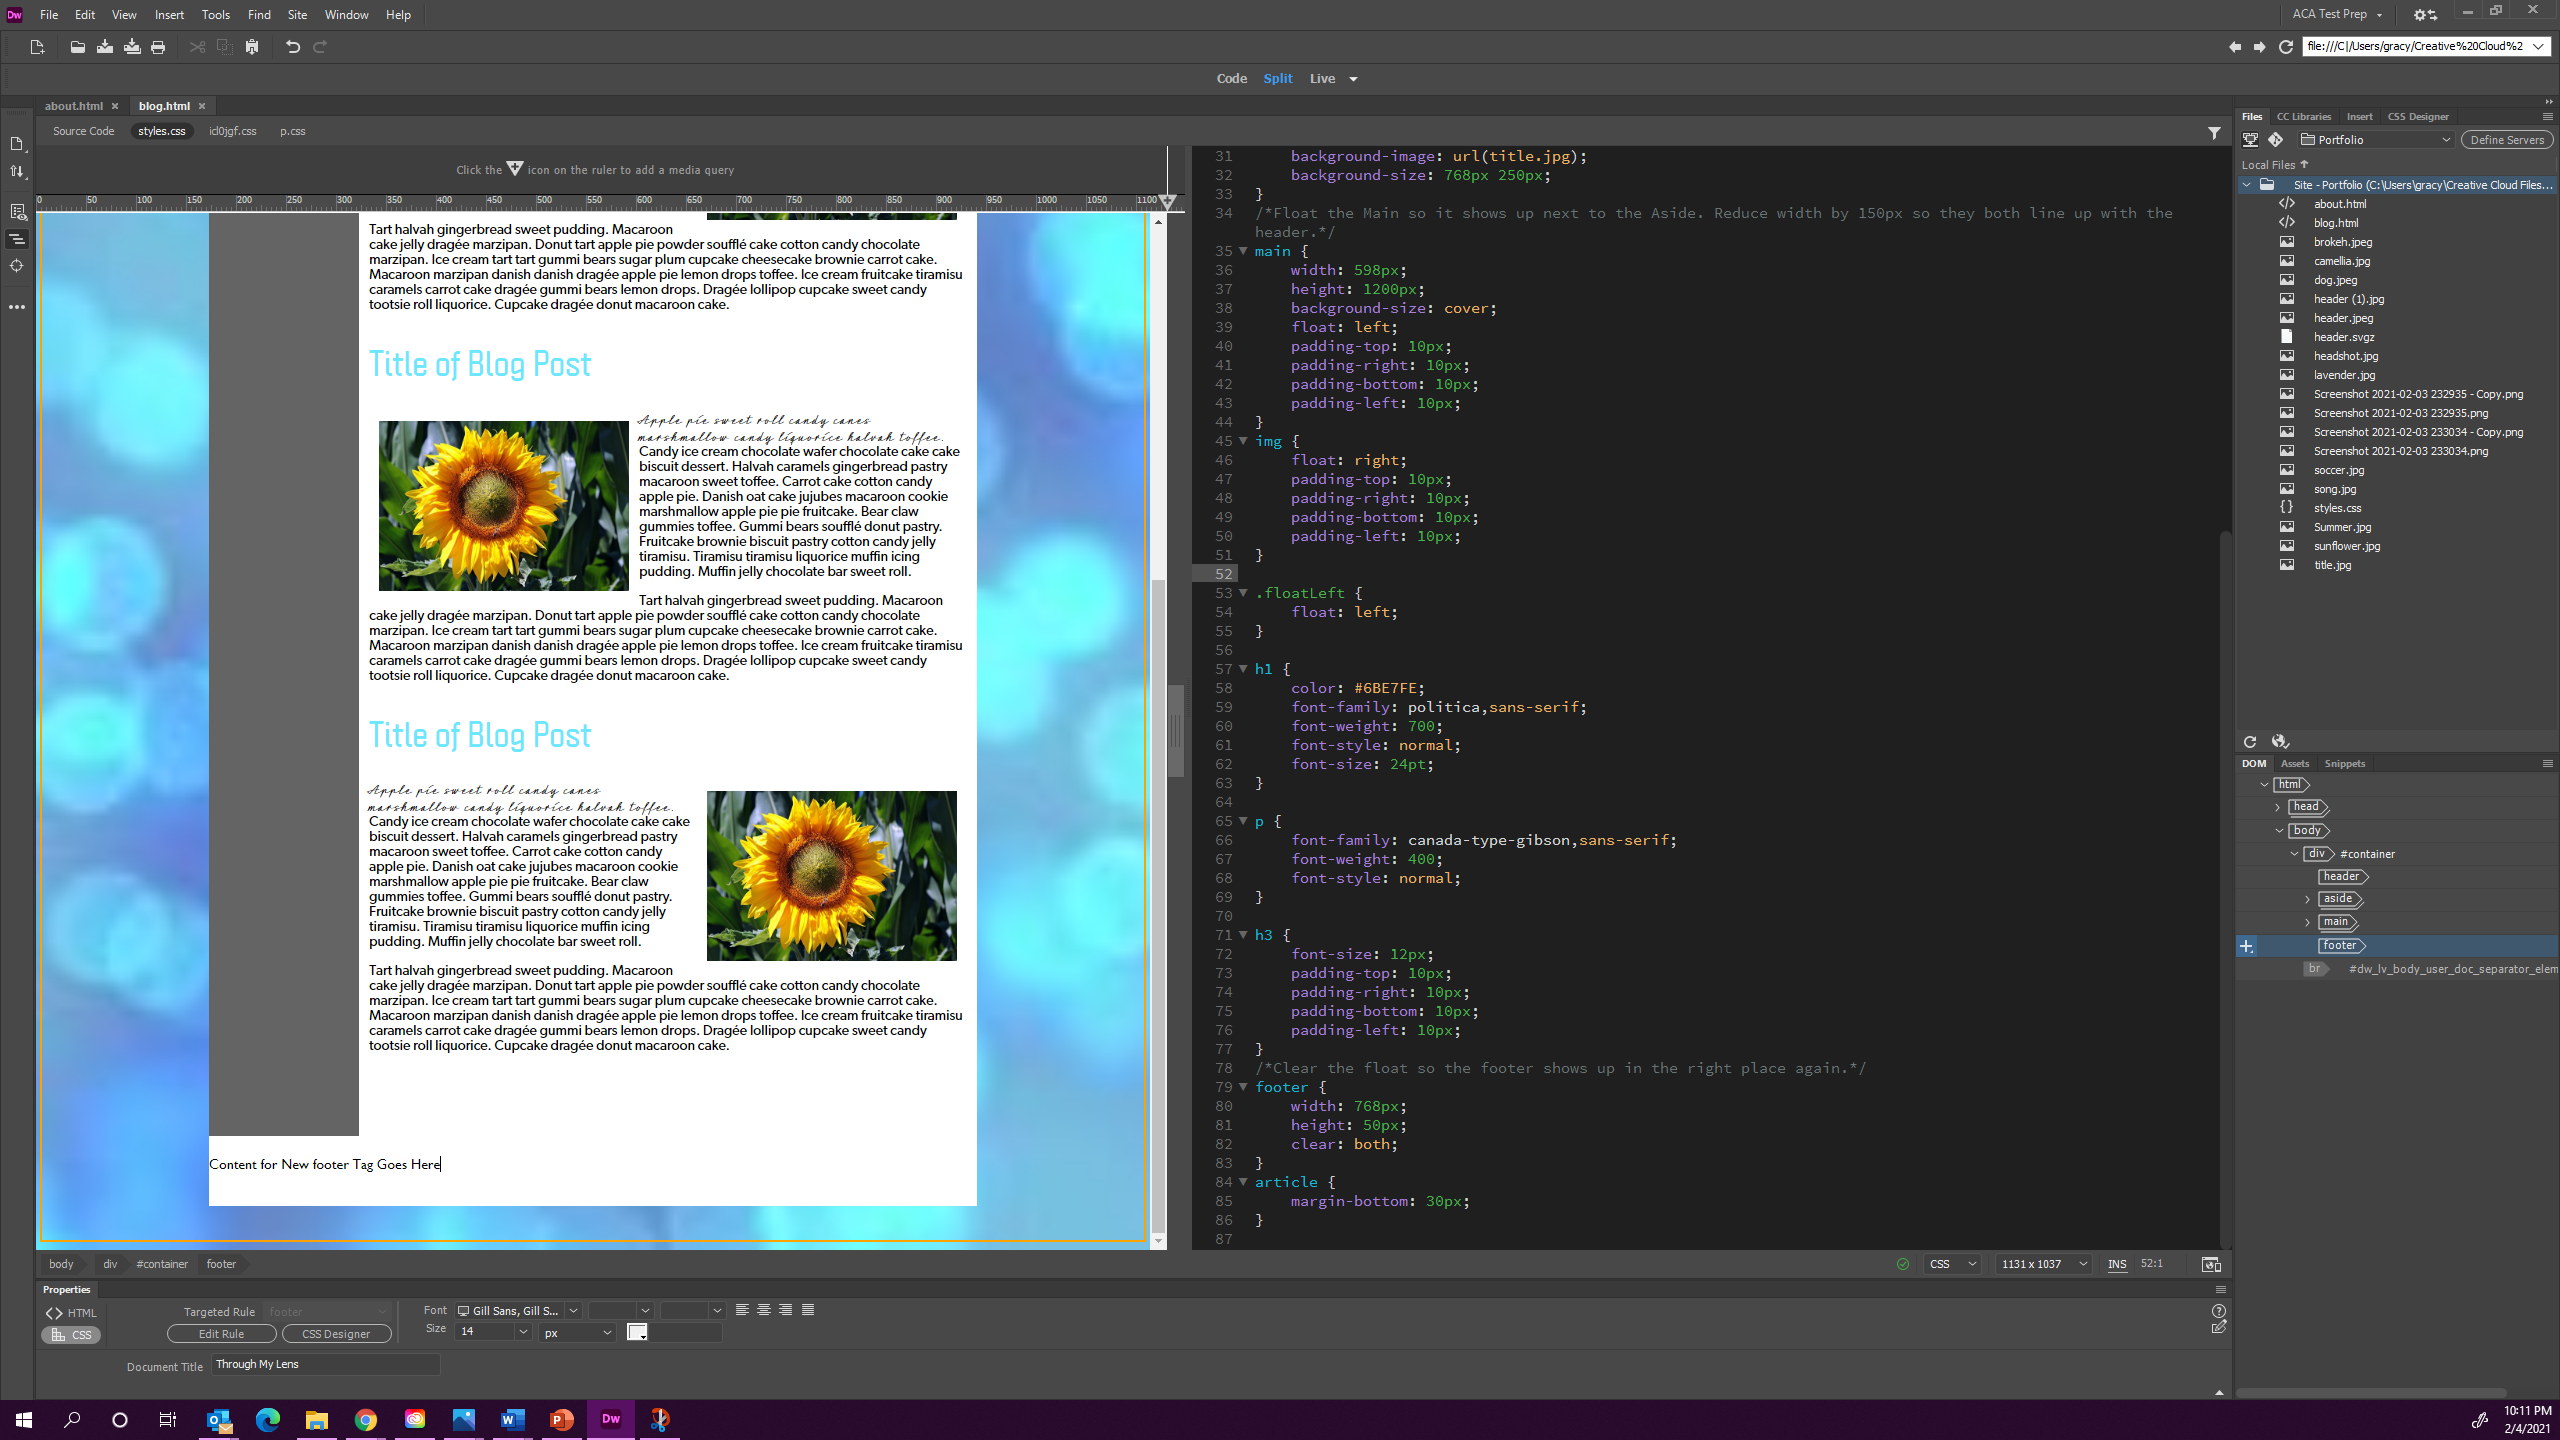 Dw File Edit View Insert Tools Find Site Window Help
ACA Test Prep
file:///C|/Users/gracy/Creative%20Cloud%2
Code Split Live
about.html blog.html
Source Code styles.css icl0jgf.css p.css
Click the icon on the ruler to add a media query
0 50 100 150 200 250 300 350 400 450 500 550 600 650 700 750 800 850 900 950 1000 1050 1100
Tart halvah gingerbread sweet pudding. Macaroon
cake jelly dragée marzipan. Donut tart apple pie powder soufflé cake cotton candy chocolate
marzipan. Ice cream tart tart gummi bears sugar plum cupcake cheesecake brownie carrot cake.
Macaroon marzipan danish danish dragée apple pie lemon drops toffee. Ice cream fruitcake tiramisu
caramels carrot cake dragée gummi bears lemon drops. Dragée lollipop cupcake sweet candy
tootsie roll liquorice. Cupcake dragée donut macaroon cake.
Title of Blog Post
Apple pie sweet roll candy canes
marshmallow candy liquorice halvah toffee.
Candy ice cream chocolate wafer chocolate cake cake
biscuit dessert. Halvah caramels gingerbread pastry
macaroon sweet toffee. Carrot cake cotton candy
apple pie. Danish oat cake jujubes macaroon cookie
marshmallow apple pie pie fruitcake. Bear claw
gummies toffee. Gummi bears soufflé donut pastry.
Fruitcake brownie biscuit pastry cotton candy jelly
tiramisu. Tiramisu tiramisu liquorice muffin icing
pudding. Muffin jelly chocolate bar sweet roll.
Tart halvah gingerbread sweet pudding. Macaroon
cake jelly dragée marzipan. Donut tart apple pie powder soufflé cake cotton candy chocolate
marzipan. Ice cream tart tart gummi bears sugar plum cupcake cheesecake brownie carrot cake.
Macaroon marzipan danish danish dragée apple pie lemon drops toffee. Ice cream fruitcake tiramisu
caramels carrot cake dragée gummi bears lemon drops. Dragée lollipop cupcake sweet candy
tootsie roll liquorice. Cupcake dragée donut macaroon cake.
Title of Blog Post
Apple pie sweet roll candy canes
marshmallow candy liquorice halvah toffee.
Candy ice cream chocolate wafer chocolate cake cake
biscuit dessert. Halvah caramels gingerbread pastry
macaroon sweet toffee. Carrot cake cotton candy
apple pie. Danish oat cake jujubes macaroon cookie
marshmallow apple pie pie fruitcake. Bear claw
gummies toffee. Gummi bears soufflé donut pastry.
Fruitcake brownie biscuit pastry cotton candy jelly
tiramisu. Tiramisu tiramisu liquorice muffin icing
pudding. Muffin jelly chocolate bar sweet roll.
Tart halvah gingerbread sweet pudding. Macaroon
cake jelly dragée marzipan. Donut tart apple pie powder soufflé cake cotton candy chocolate
marzipan. Ice cream tart tart gummi bears sugar plum cupcake cheesecake brownie carrot cake.
Macaroon marzipan danish danish dragée apple pie lemon drops toffee. Ice cream fruitcake tiramisu
caramels carrot cake dragée gummi bears lemon drops. Dragée lollipop cupcake sweet candy
tootsie roll liquorice. Cupcake dragée donut macaroon cake.
Content for New footer Tag Goes Here
31 background-image: url(title.jpg);
32 background-size: 768px 250px;
33 }
34 /*Float the Main so it shows up next to the Aside. Reduce width by 150px so they both line up with the
header.*/
35 main {
36 width: 598px;
37 height: 1200px;
38 background-size: cover;
39 float: left;
40 padding-top: 10px;
41 padding-right: 10px;
42 padding-bottom: 10px;
43 padding-left: 10px;
44 }
45 img {
46 float: right;
47 padding-top: 10px;
48 padding-right: 10px;
49 padding-bottom: 10px;
50 padding-left: 10px;
51 }
52
53 .floatLeft {
54 float: left;
55 }
56
57 h1 {
58 color: #6BE7FE;
59 font-family: politica,sans-serif;
60 font-weight: 700;
61 font-style: normal;
62 font-size: 24pt;
63 }
64
65 p {
66 font-family: canada-type-gibson,sans-serif;
67 font-weight: 400;
68 font-style: normal;
69 }
70
71 h3 {
72 font-size: 12px;
73 padding-top: 10px;
74 padding-right: 10px;
75 padding-bottom: 10px;
76 padding-left: 10px;
77 }
78 /*Clear the float so the footer shows up in the right place again.*/
79 footer {
80 width: 768px;
81 height: 50px;
82 clear: both;
83 }
84 article {
85 margin-bottom: 30px;
86 }
87
body div #container footer
CSS 1131 x 1037 INS 52:1
Files CC Libraries Insert CSS Designer
Portfolio Define Servers
Local Files
Site - Portfolio (C:\Users\gracy\Creative Cloud Files...
about.html
blog.html
brokeh.jpeg
camellia.jpg
dog.jpeg
header (1).jpg
header.jpeg
header.svgz
headshot.jpg
lavender.jpg
Screenshot 2021-02-03 232935 - Copy.png
Screenshot 2021-02-03 232935.png
Screenshot 2021-02-03 233034 - Copy.png
Screenshot 2021-02-03 233034.png
soccer.jpg
song.jpg
styles.css
Summer.jpg
sunflower.jpg
title.jpg
DOM Assets Snippets
html
head
body
div #container
header
aside
main
footer
br #dw_lv_body_user_doc_separator_elem
Properties
HTML
CSS
Targeted Rule footer
Edit Rule CSS Designer
Font Gill Sans, Gill S...
Size 14 px
Document Title Through My Lens
Dw
10:11 PM
2/4/2021